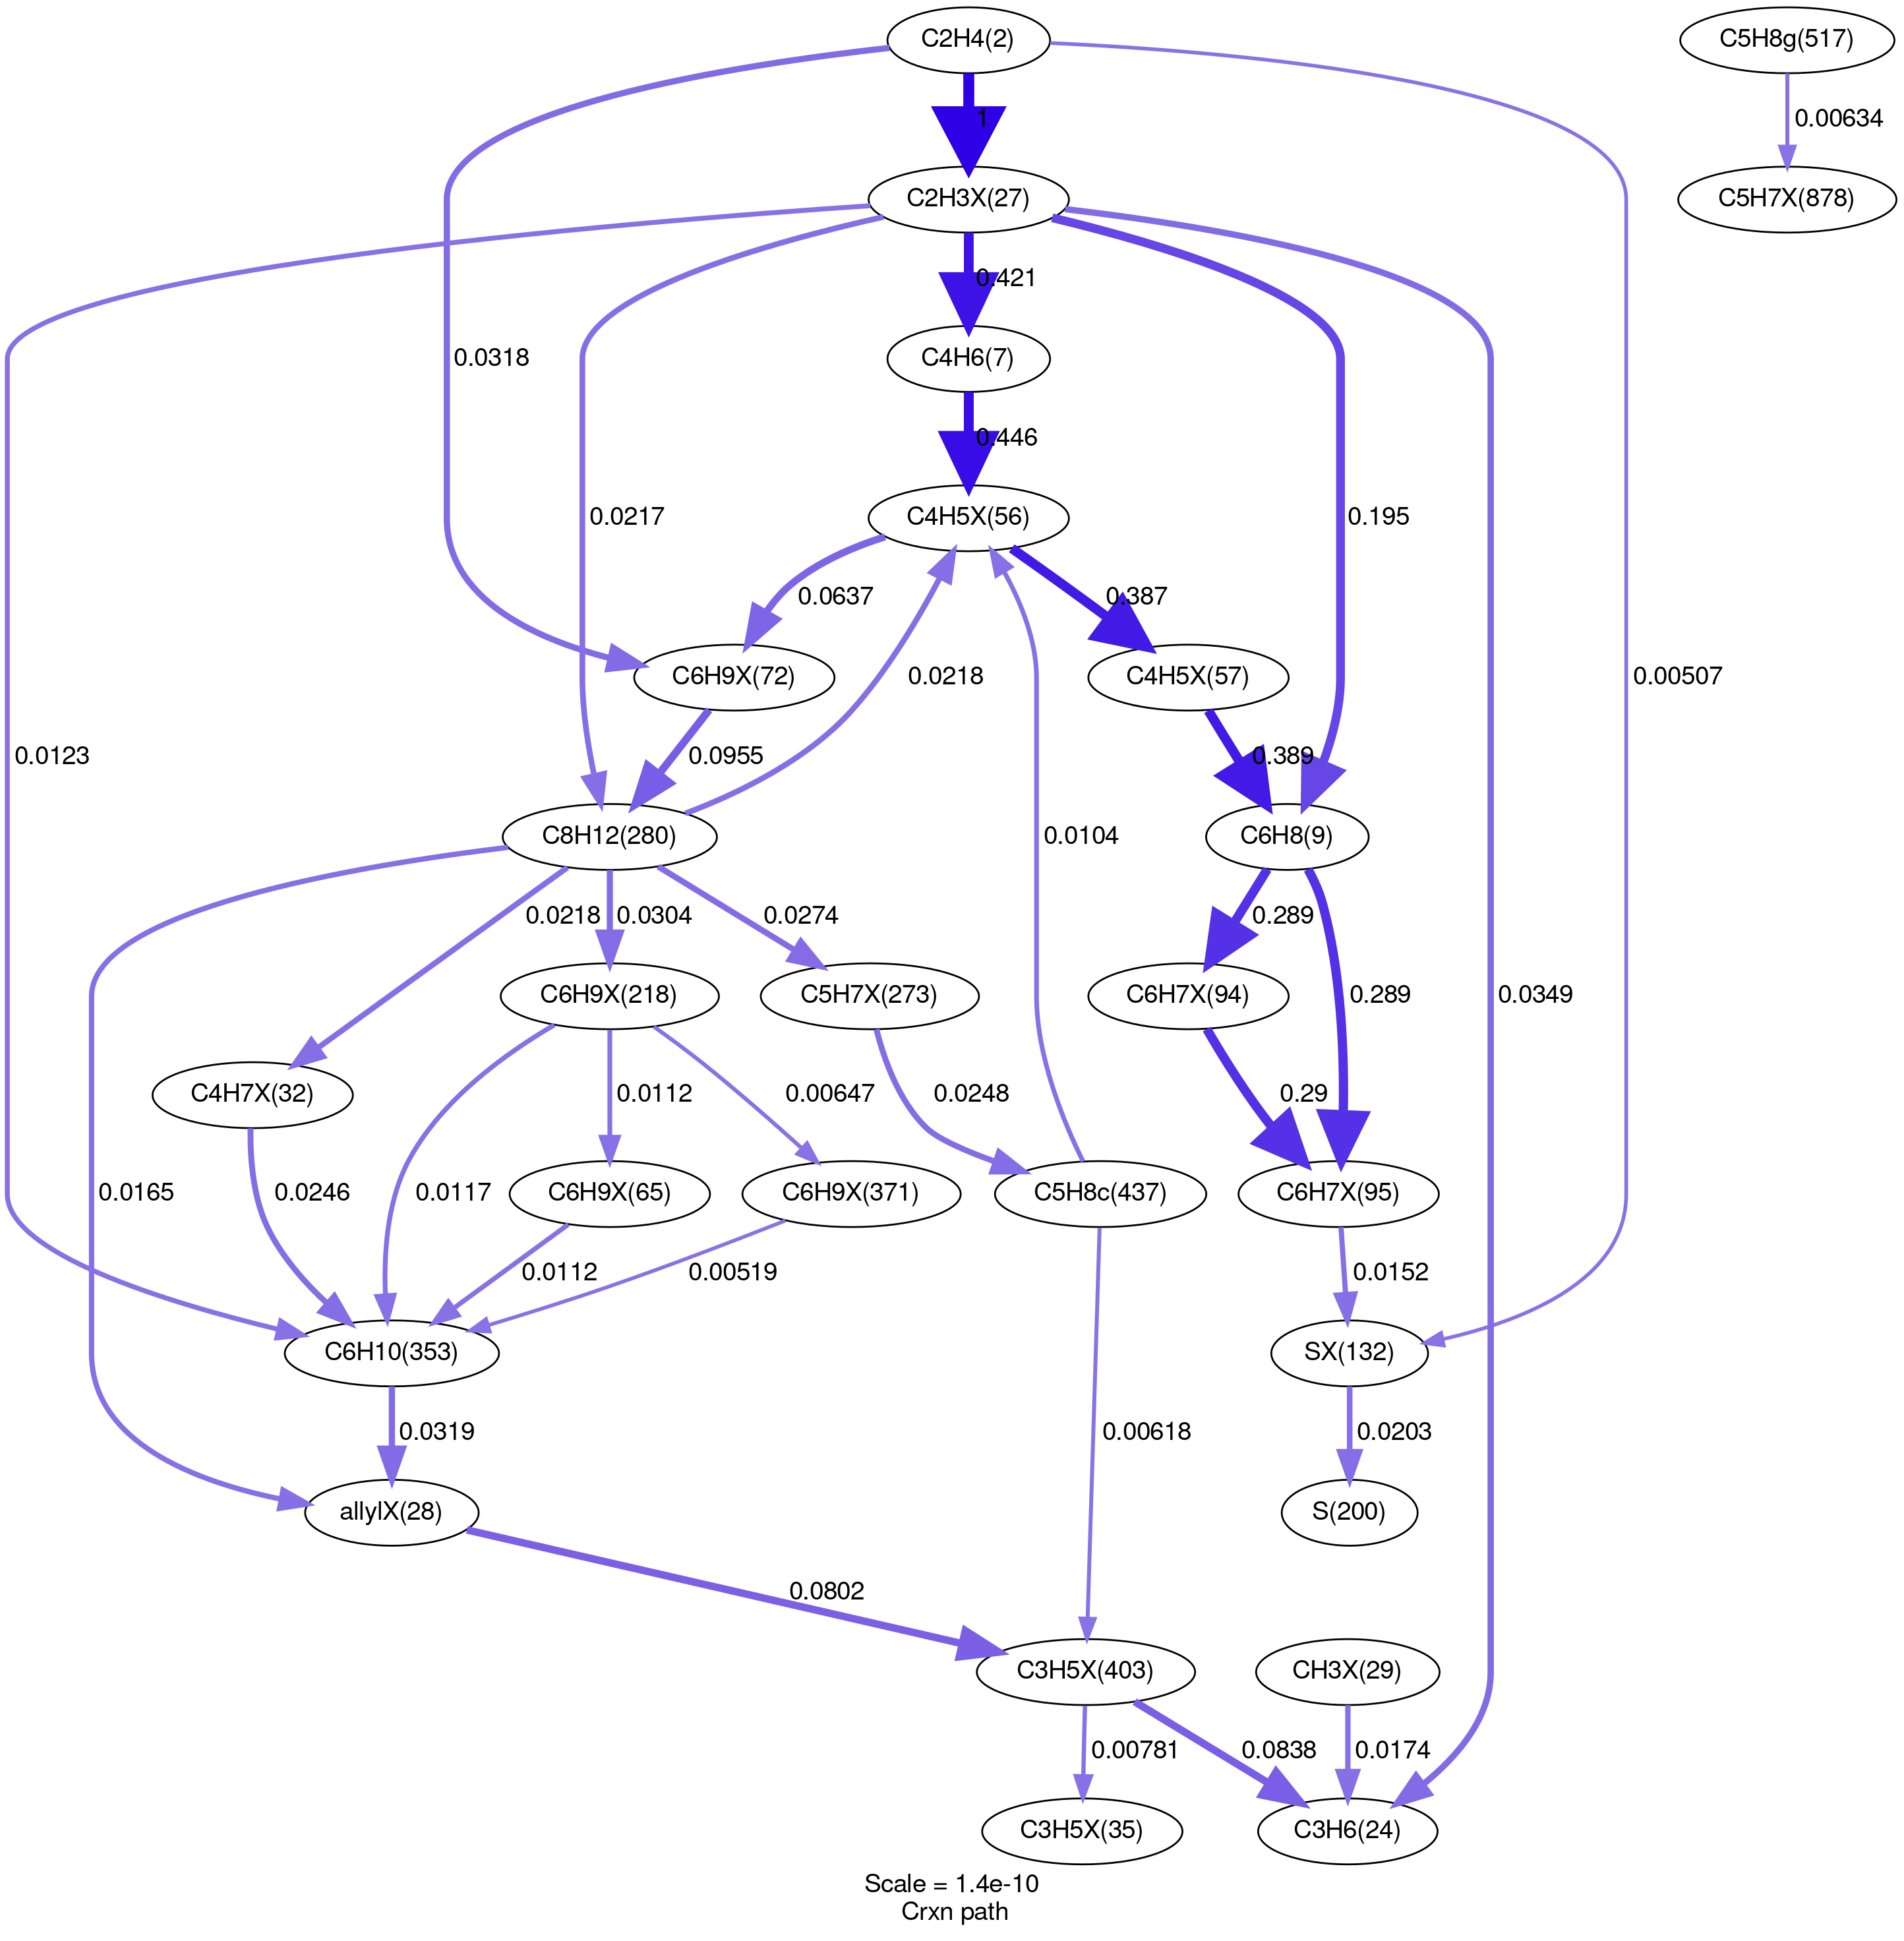 C2H4(2)
C5H8g(517)
1
0.00634
C2H3X(27)
C5H7X(878)
0.421
0.0318
C4H6(7)
0.446
0.0217
0.195
C4H5X(56)
0.0637
0.387
0.0218
0.00507
C6H9X(72)
C4H5X(57)
0.0123
0.0955
0.389
0.0104
C8H12(280)
C6H8(9)
0.0218
0.0304
0.0274
0.289
C6H9X(218)
C5H7X(273)
C6H7X(94)
0.289
0.0349
C4H7X(32)
0.0112
0.00647
0.0248
0.29
0.0165
0.0246
0.0117
C6H9X(65)
C6H9X(371)
C5H8c(437)
C6H7X(95)
0.0112
0.00519
0.0152
C6H10(353)
SX(132)
0.0319
0.00618
0.0203
allylX(28)
S(200)
0.0802
C3H5X(403)
CH3X(29)
0.00781
0.0838
0.0174
C3H5X(35)
C3H6(24)
Scale = 1.4e-10
Crxn path